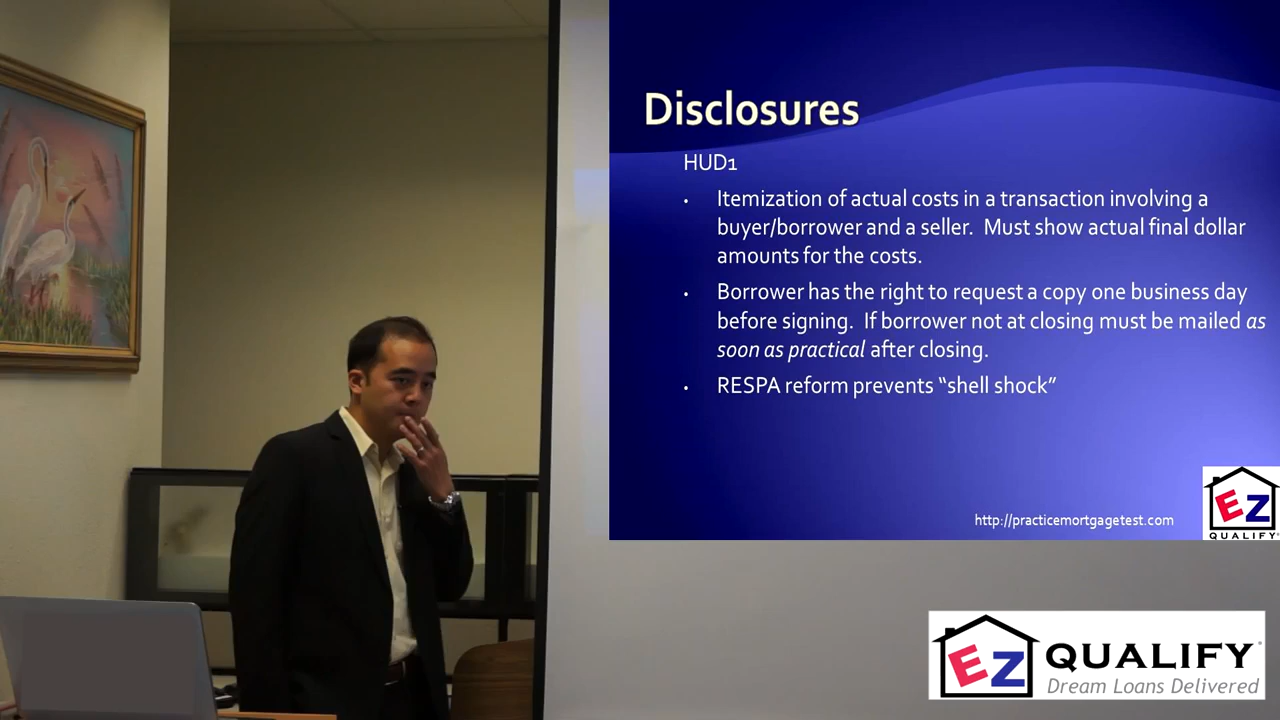 Disclosures
HUD1
• Itemization of actual costs in a transaction involving a
buyer/borrower and a seller. Must show actual final dollar
amounts for the costs.
• Borrower has the right to request a copy one business day
before signing. If borrower not at closing must be mailed as
soon as practical after closing.
• RESPA reform prevents “shell shock”
http://practicemortgagetest.com
EZ
QUALIFY
EZ QUALIFY
Dream Loans Delivered